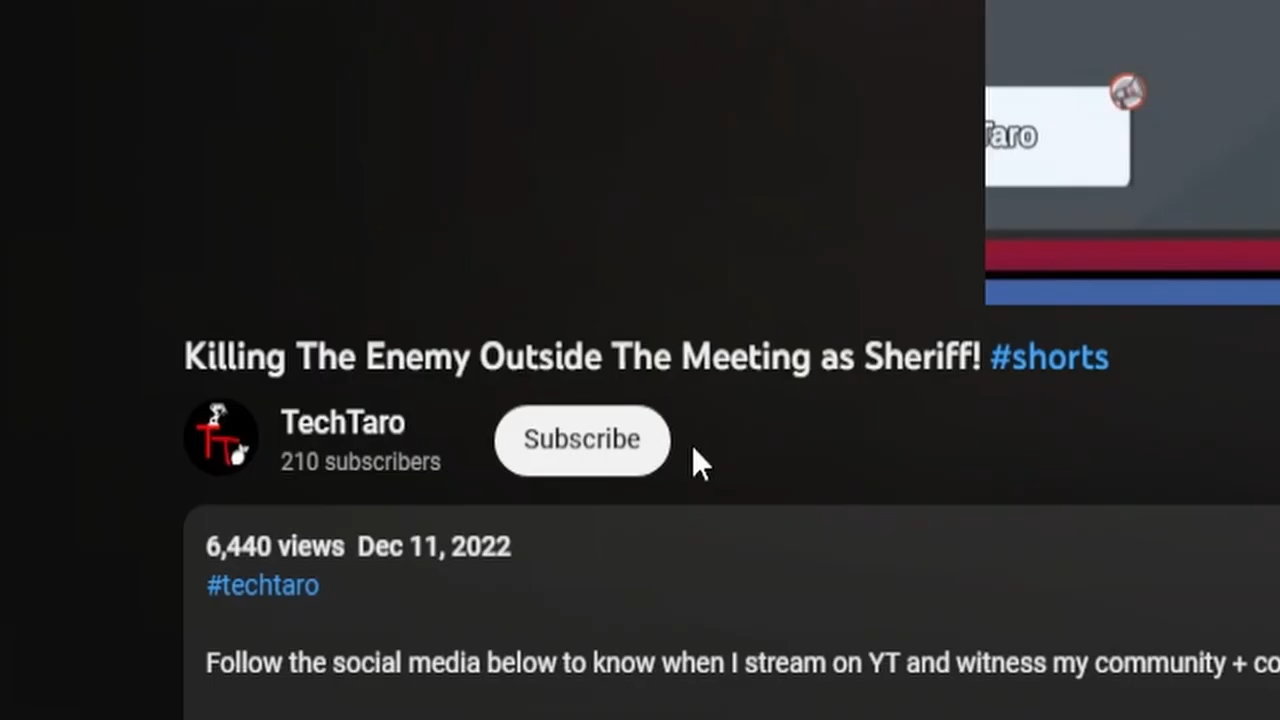 Taro
Killing The Enemy Outside The Meeting as Sheriff! #shorts
TechTaro
210 subscribers
Subscribe
6,440 views Dec 11, 2022
#techtaro
Follow the social media below to know when I stream on YT and witness my community + co